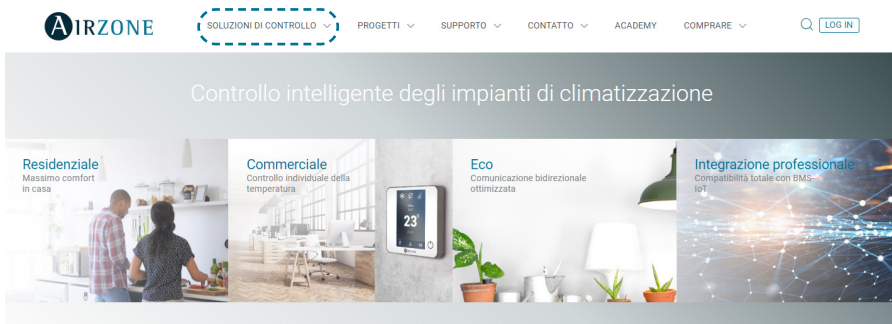 AIRZONE
SOLUZIONI DI CONTROLLO
PROGETTI
SUPPORTO
CONTATTO
ACADEMY
COMPRARE
LOG IN
Controllo intelligente degli impianti di climatizzazione
Residenziale
Massimo comfort
in casa
Commerciale
Controllo individuale della
temperatura
23
Eco
Comunicazione bidirezionale
ottimizzata
Integrazione professionale
Compatibilità totale con BMS-
IoT